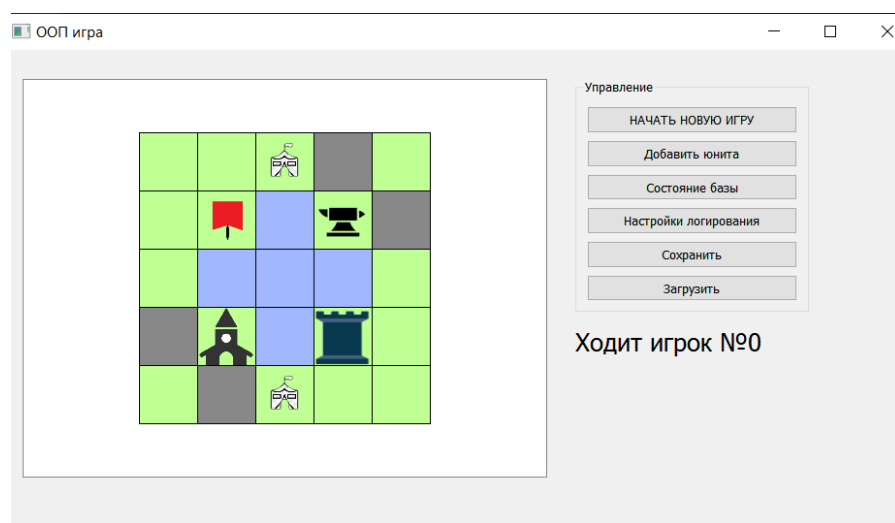 ООП игра
Управление
НАЧАТЬ НОВУЮ ИГРУ
Добавить юнита
Состояние базы
Настройки логирования
Сохранить
Загрузить
Ходит игрок №0